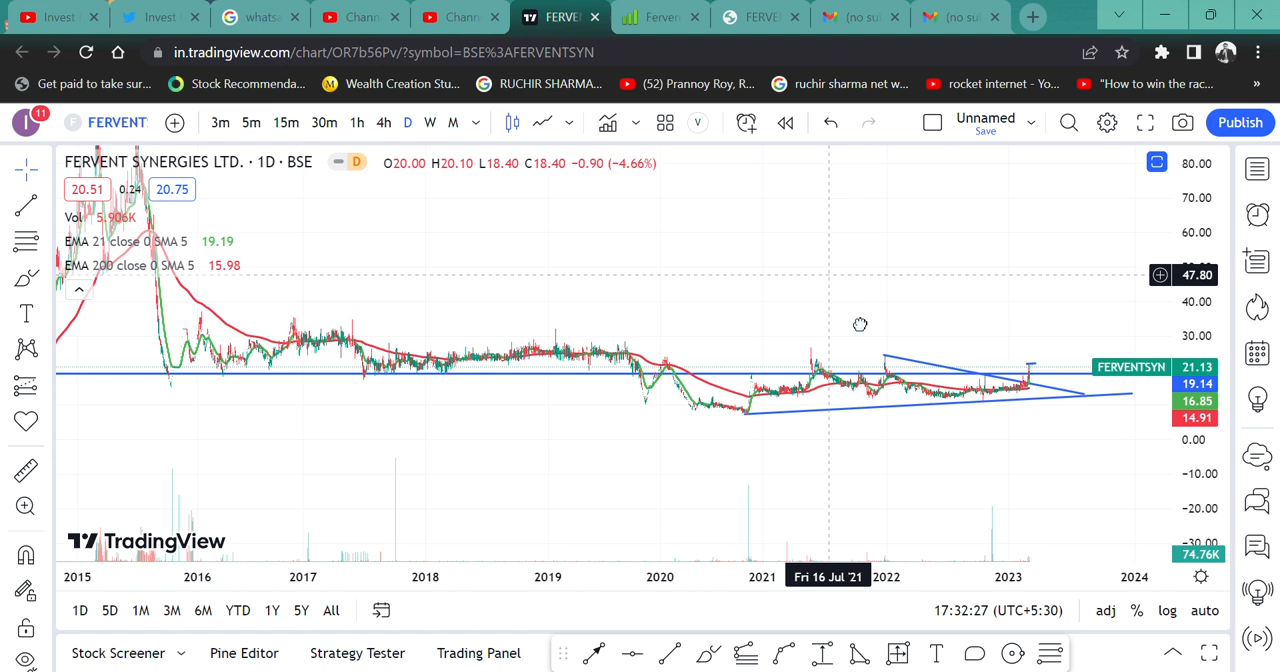 Invest
Invest
whats
Chann
Chann
FERVEN
Ferven
FERVE
(no su
(no su
in.tradingview.com/chart/OR7b56Pv/?symbol=BSE%3AFERVENTSYN
Get paid to take sur...
Stock Recommenda...
Wealth Creation Stu...
RUCHIR SHARMA...
(52) Prannoy Roy, R...
ruchir sharma net w...
rocket internet - Yo...
"How to win the rac...
»
I
11
F
FERVENT
3m
5m
15m
30m
1h
4h
D
W
M
V
Unnamed
Save
Publish
FERVENT SYNERGIES LTD. · 1D · BSE
D
O20.00 H20.10 L18.40 C18.40 −0.90 (−4.66%)
20.51
0.24
20.75
Vol 5.906K
EMA 21 close 0 SMA 5 19.19
EMA 200 close 0 SMA 5 15.98
80.00
70.00
60.00
47.80
40.00
30.00
FERVENTSYN
21.13
19.14
16.85
14.91
0.00
−10.00
−20.00
−30.00
74.76K
TradingView
2015
2016
2017
2018
2019
2020
2021
Fri 16 Jul '21
2022
2023
2024
1D
5D
1M
3M
6M
YTD
1Y
5Y
All
17:32:27 (UTC+5:30)
adj
%
log
auto
Stock Screener
Pine Editor
Strategy Tester
Trading Panel